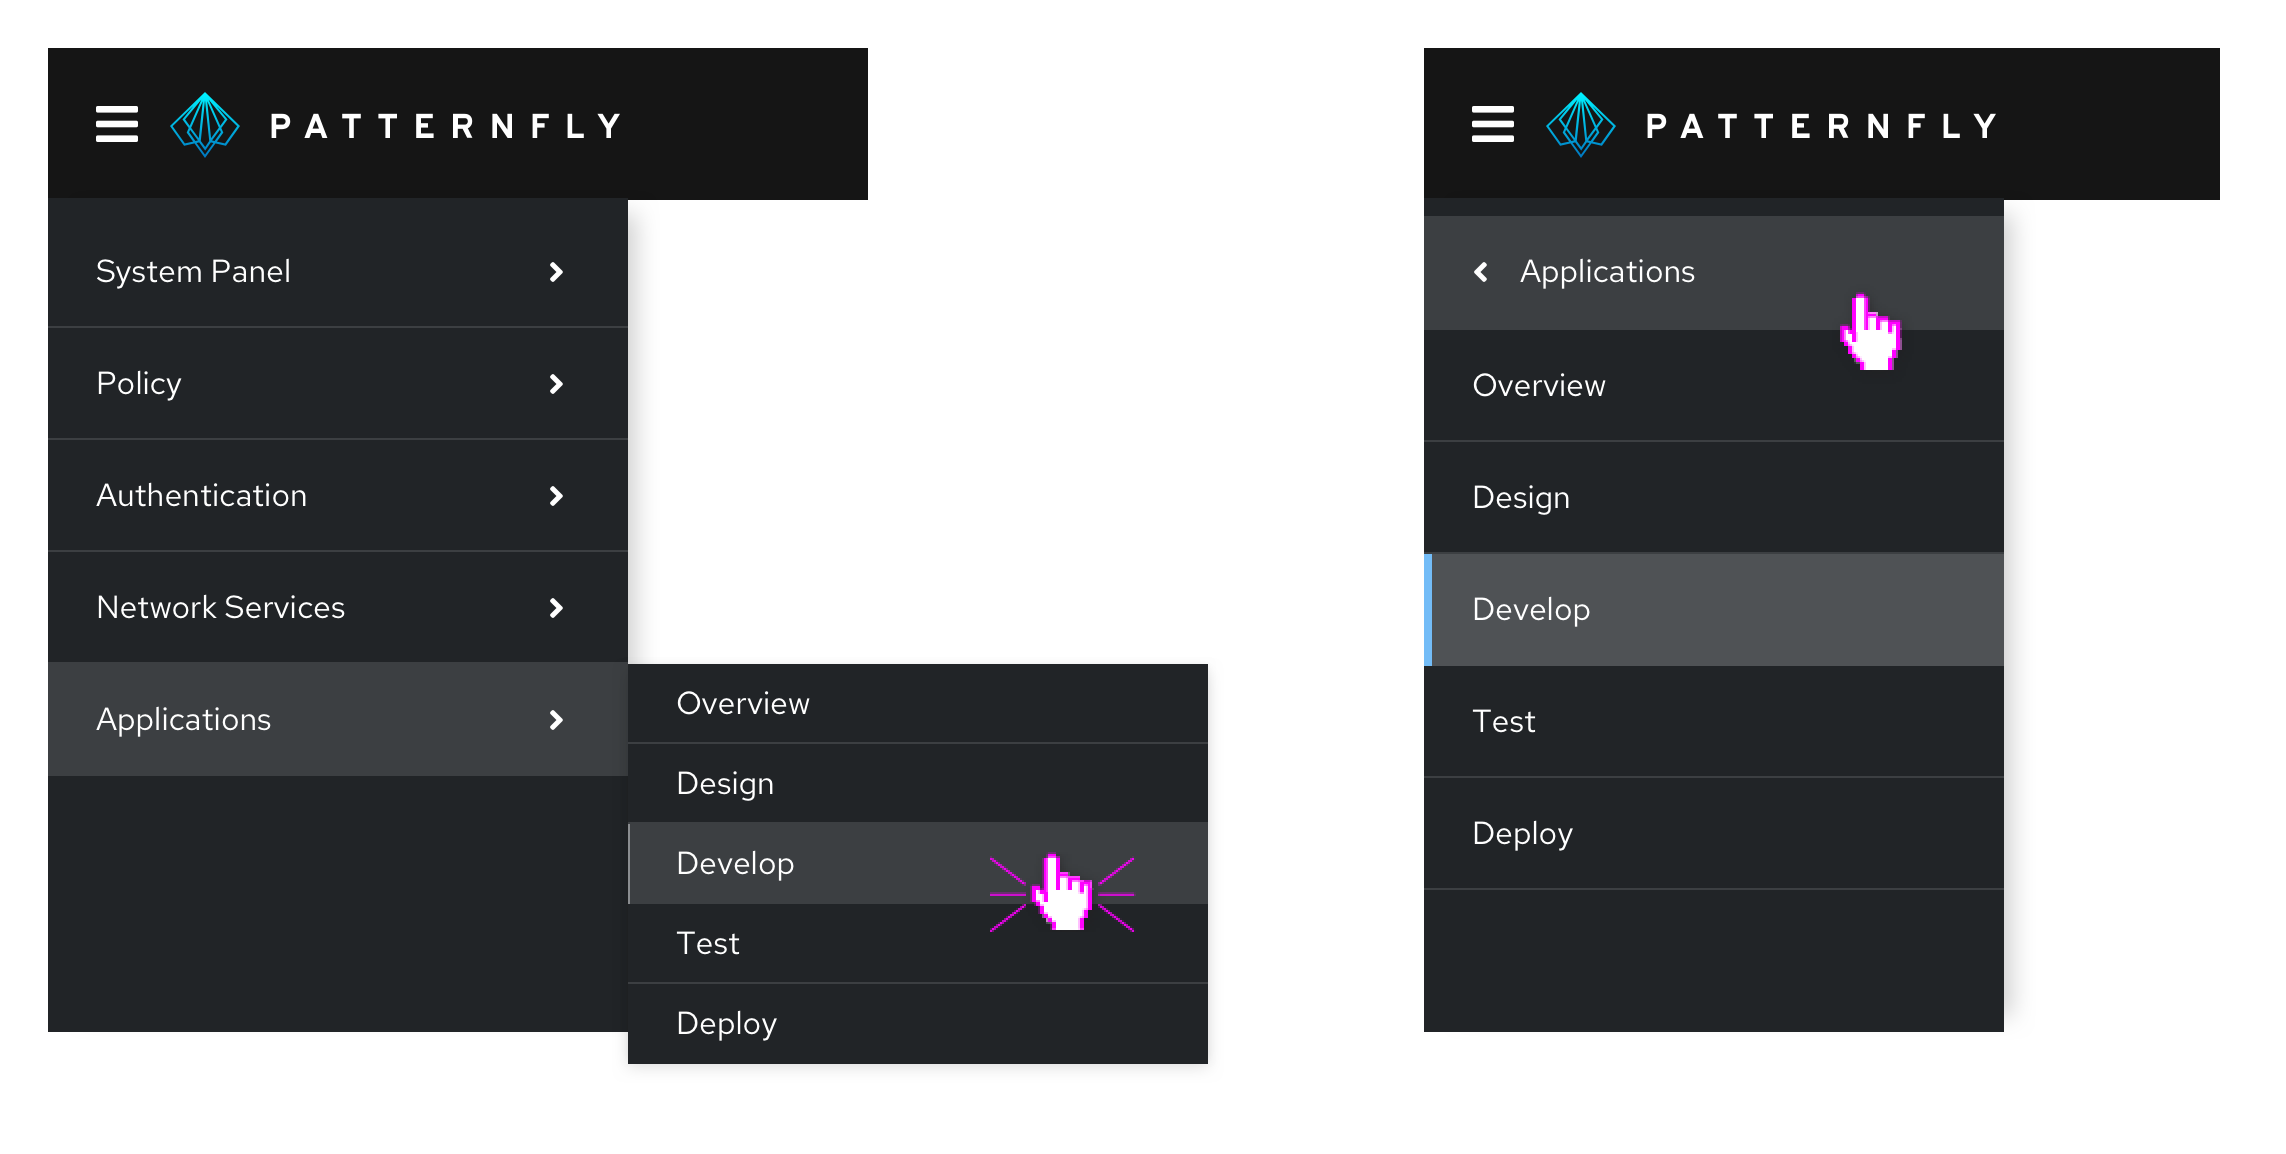 PATTERNFLY
System Panel
Policy
Authentication
Network Services
Applications
Overview
Design
Develop
Test
Deploy
PATTERNFLY
Applications
Overview
Design
Develop
Test
Deploy